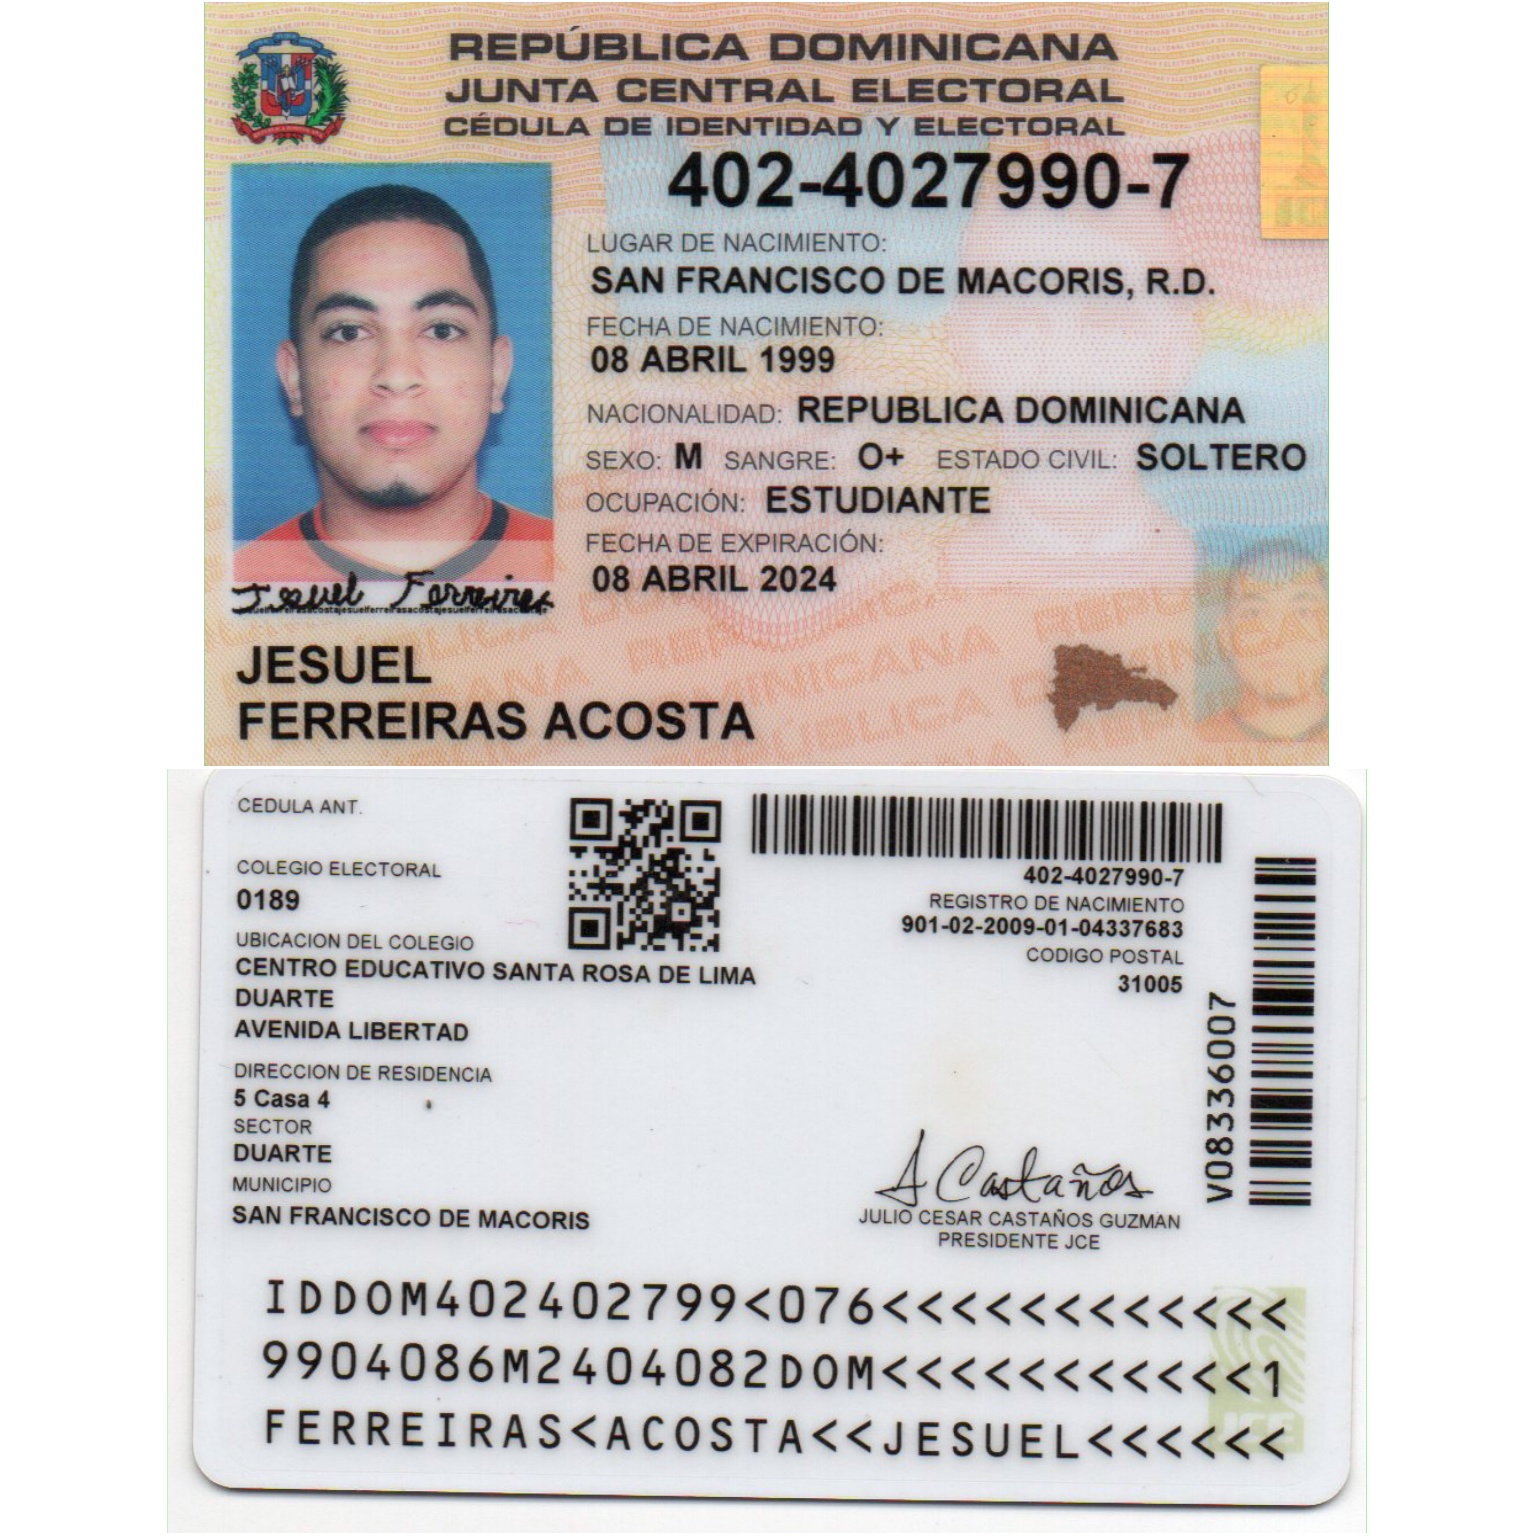 REPÚBLICA DOMINICANA
JUNTA CENTRAL ELECTORAL
CÉDULA DE IDENTIDAD Y ELECTORAL
402-4027990-7
LUGAR DE NACIMIENTO:
SAN FRANCISCO DE MACORIS, R.D.
FECHA DE NACIMIENTO:
08 ABRIL 1999
NACIONALIDAD: REPUBLICA DOMINICANA
SEXO: M SANGRE: O+ ESTADO CIVIL: SOLTERO
OCUPACIÓN: ESTUDIANTE
FECHA DE EXPIRACIÓN:
08 ABRIL 2024
Jesuel Ferreiras
JESUEL
FERREIRAS ACOSTA
CEDULA ANT.
COLEGIO ELECTORAL
0189
UBICACION DEL COLEGIO
CENTRO EDUCATIVO SANTA ROSA DE LIMA
DUARTE
AVENIDA LIBERTAD
DIRECCION DE RESIDENCIA
5 Casa 4
SECTOR
DUARTE
MUNICIPIO
SAN FRANCISCO DE MACORIS
402-4027990-7
REGISTRO DE NACIMIENTO
901-02-2009-01-04337683
CODIGO POSTAL
31005
V08336007
J Castaños
JULIO CESAR CASTAÑOS GUZMAN
PRESIDENTE JCE
IDDOM402402799<076<<<<<<<<<<<<
9904086M2404082DOM<<<<<<<<<<<1
FERREIRAS<ACOSTA<<JESUEL<<<<<<
JCE